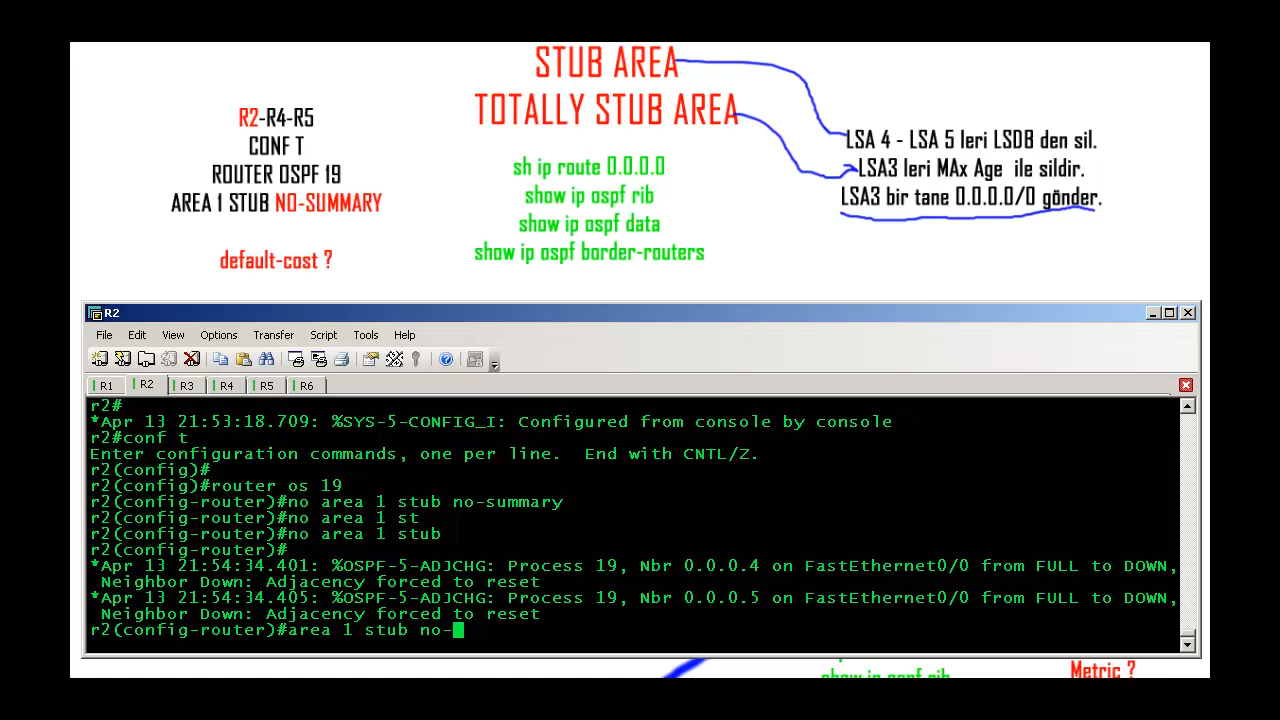 STUB AREA
TOTALLY STUB AREA
R2-R4-R5
CONF T
ROUTER OSPF 19
AREA 1 STUB NO-SUMMARY
default-cost ?
sh ip route 0.0.0.0
show ip ospf rib
show ip ospf data
show ip ospf border-routers
LSA 4 - LSA 5 leri LSDB den sil.
LSA3 leri MAx Age ile sildir.
LSA3 bir tane 0.0.0.0/0 gönder.
R2
File Edit View Options Transfer Script Tools Help
R1 R2 R3 R4 R5 R6
r2#
*Apr 13 21:53:18.709: %SYS-5-CONFIG_I: Configured from console by console
r2#conf t
Enter configuration commands, one per line. End with CNTL/Z.
r2(config)#
r2(config)#router os 19
r2(config-router)#no area 1 stub no-summary
r2(config-router)#no area 1 st
r2(config-router)#no area 1 stub
r2(config-router)#
*Apr 13 21:54:34.401: %OSPF-5-ADJCHG: Process 19, Nbr 0.0.0.4 on FastEthernet0/0 from FULL to DOWN,
Neighbor Down: Adjacency forced to reset
*Apr 13 21:54:34.405: %OSPF-5-ADJCHG: Process 19, Nbr 0.0.0.5 on FastEthernet0/0 from FULL to DOWN,
Neighbor Down: Adjacency forced to reset
r2(config-router)#area 1 stub no-
show ip ospf rib
Metric ?